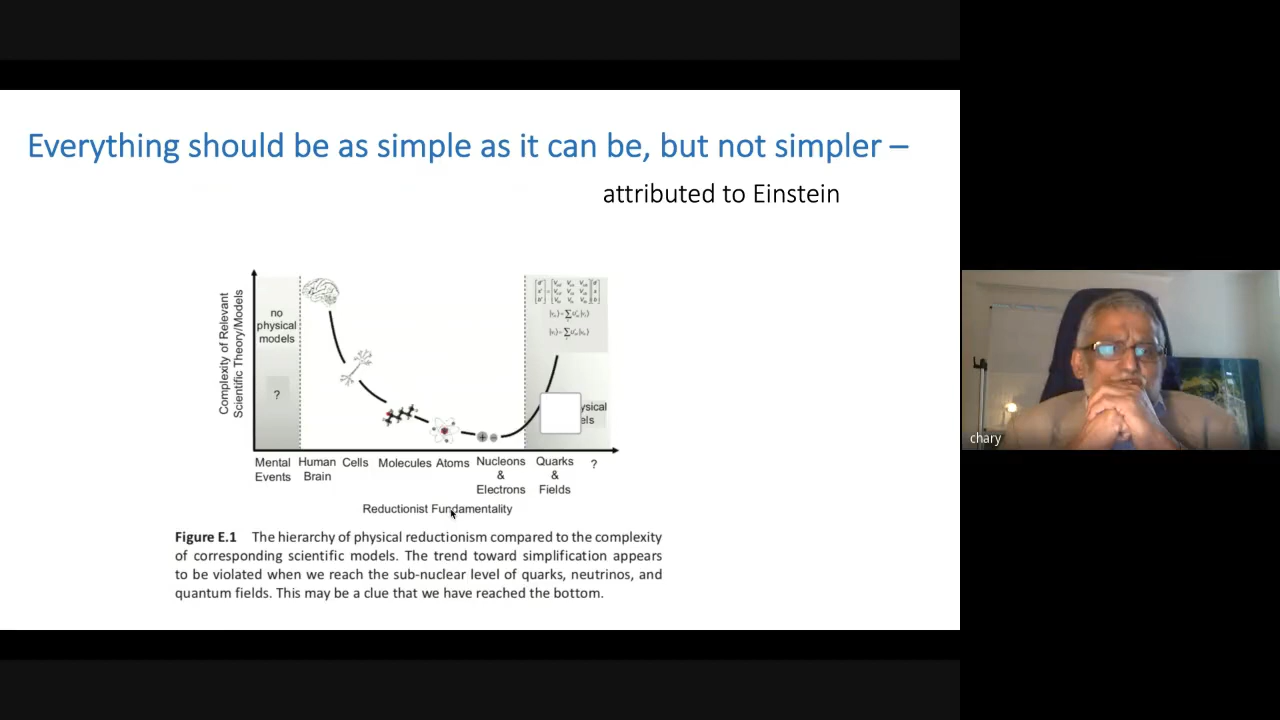 Everything should be as simple as it can be, but not simpler –
attributed to Einstein
Complexity of Relevant
Scientific Theory/Models
no
physical
models
?
ysical
els
Mental
Events
Human
Brain
Cells
Molecules
Atoms
Nucleons
&
Electrons
Quarks
&
Fields
?
Reductionist Fundamentality
Figure E.1 The hierarchy of physical reductionism compared to the complexity
of corresponding scientific models. The trend toward simplification appears
to be violated when we reach the sub-nuclear level of quarks, neutrinos, and
quantum fields. This may be a clue that we have reached the bottom.
chary